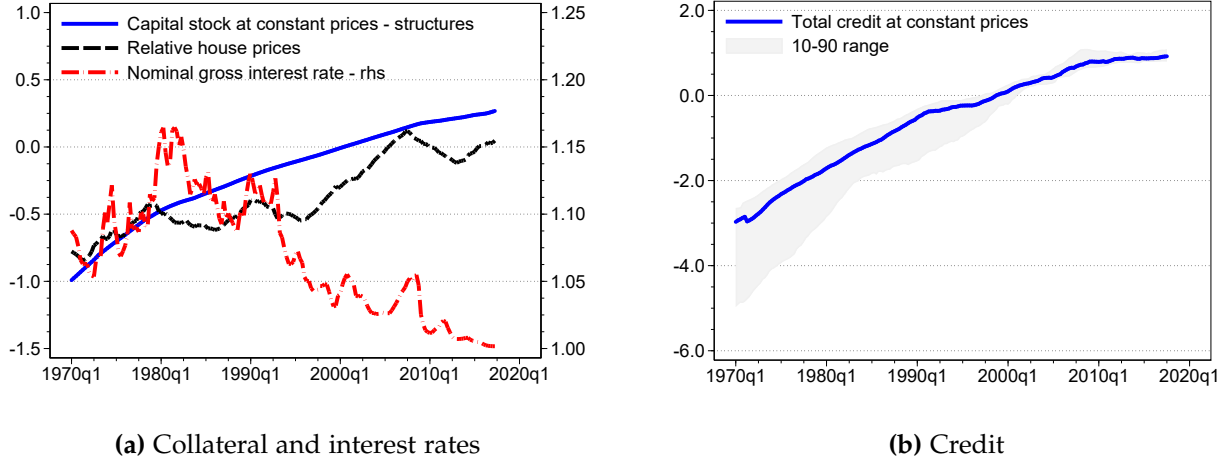 Capital stock at constant prices - structures
Relative house prices
Nominal gross interest rate - rhs
1.0
0.5
0.0
-0.5
-1.0
-1.5
1.25
1.20
1.15
1.10
1.05
1.00
1970q1 1980q1 1990q1 2000q1 2010q1 2020q1
(a) Collateral and interest rates
Total credit at constant prices
10-90 range
2.0
0.0
-2.0
-4.0
-6.0
1970q1 1980q1 1990q1 2000q1 2010q1 2020q1
(b) Credit